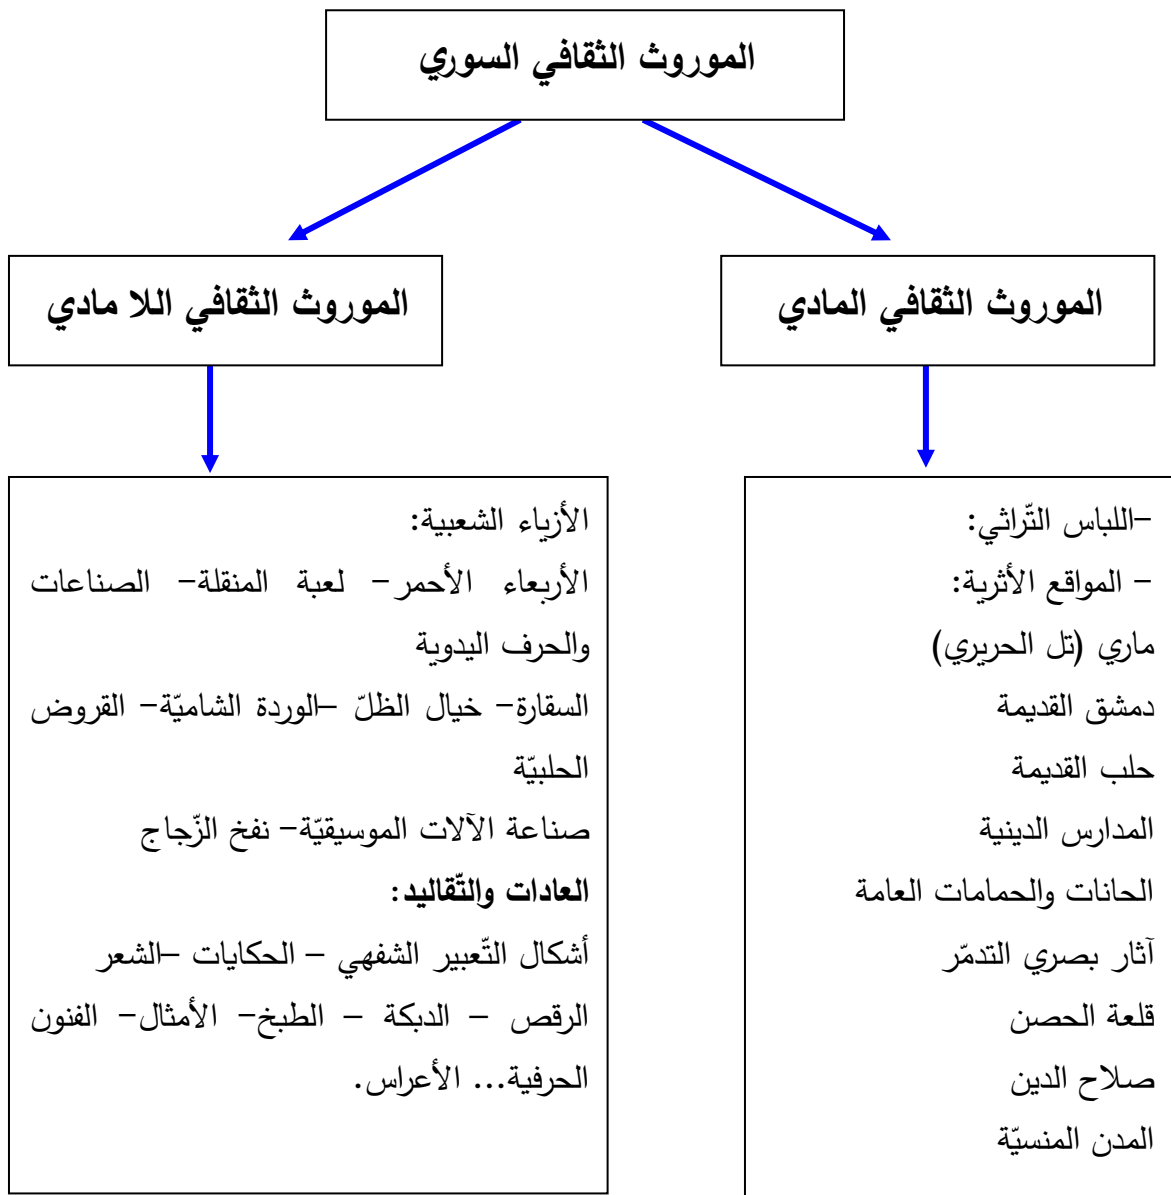 الموروث الثقافي السوري
الموروث الثقافي المادي
الموروث الثقافي اللا مادي
–اللباس التّراثي:
– المواقع الأثرية:
ماري (تل الحريري)
دمشق القديمة
حلب القديمة
المدارس الدينية
الحانات والحمامات العامة
آثار بصري التدمّر
قلعة الحصن
صلاح الدين
المدن المنسيّة
الأزياء الشعبية:
الأربعاء الأحمر– لعبة المنقلة– الصناعات
والحرف اليدوية
السقارة– خيال الظلّ –الوردة الشاميّة– القروض
الحلبيّة
صناعة الآلات الموسيقيّة– نفخ الزّجاج
العادات والتّقاليد:
أشكال التّعبير الشفهي – الحكايات –الشعر
الرقص – الدبكة – الطبخ– الأمثال– الفنون
الحرفية... الأعراس.